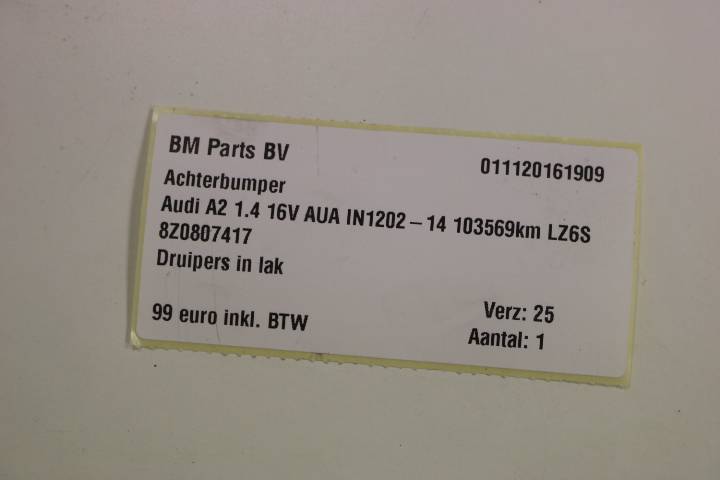 BM Parts BV 011120161909
Achterbumper
Audi A2 1.4 16V AUA IN1202-14 103569km LZ6S
8Z0807417
Druipers in lak
99 euro inkl. BTW Verz: 25
Aantal: 1